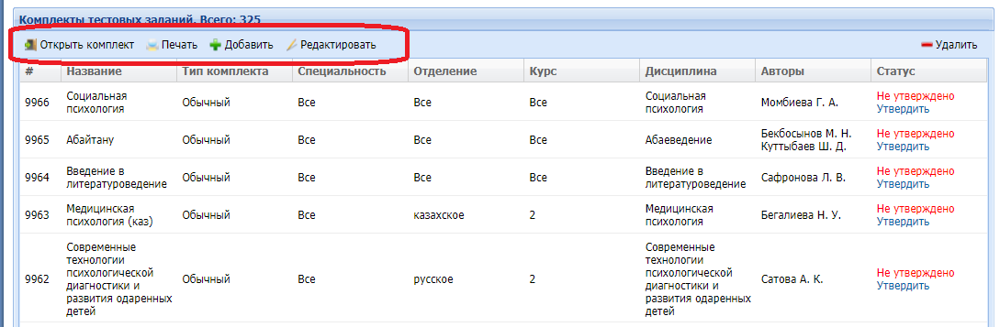 Комплекты тестовых заданий. Всего: 325
Открыть комплект Печать Добавить Редактировать Удалить
# Название Тип комплекта Специальность Отделение Курс Дисциплина Авторы Статус
9966 Социальная психология Обычный Все Все Все Социальная психология Момбиева Г. А. Не утверждено Утвердить
9965 Абайтану Обычный Все Все Все Абаеведение Бекбосынов М. Н. Куттыбаев Ш. Д. Не утверждено Утвердить
9964 Введение в литературоведение Обычный Все Все Все Введение в литературоведение Сафронова Л. В. Не утверждено Утвердить
9963 Медицинская психология (каз) Обычный Все казахское 2 Медицинская психология Бегалиева Н. У. Не утверждено Утвердить
9962 Современные технологии психологической диагностики и развития одаренных детей Обычный Все русское 2 Современные технологии психологической диагностики и развития одаренных детей Сатова А. К. Не утверждено Утвердить